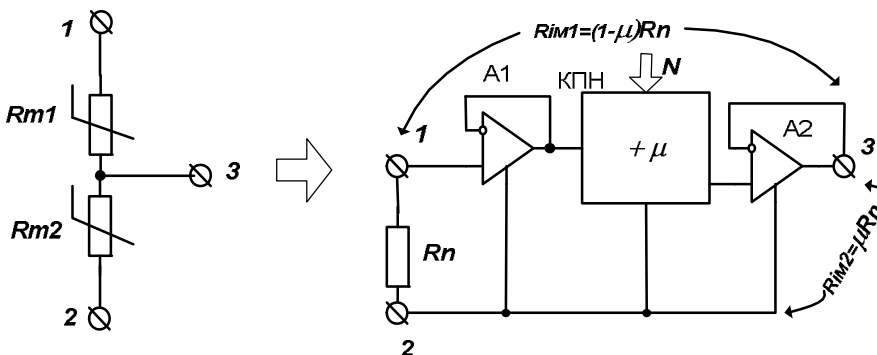 1
Rm1
3
Rm2
2
Riм1=(1-μ)Rn
A1
КПН
N
1
+μ
A2
3
Rn
Riм2=μRn
2